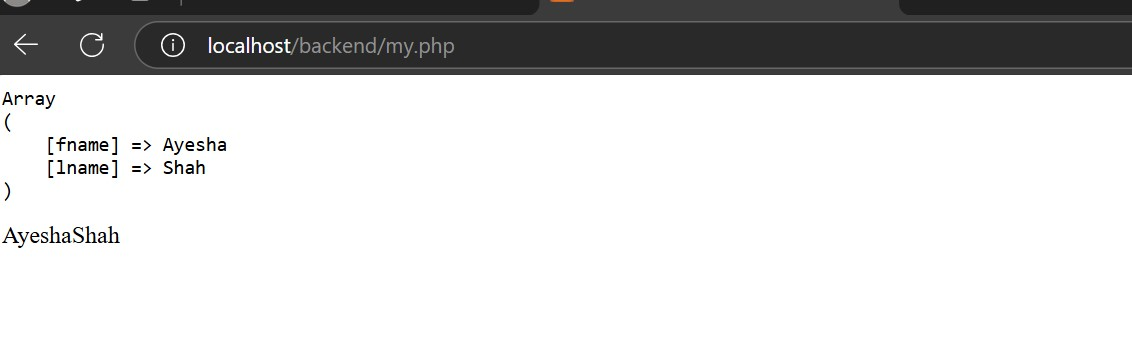 localhost/backend/my.php
Array
(
    [fname] => Ayesha
    [lname] => Shah
)
AyeshaShah